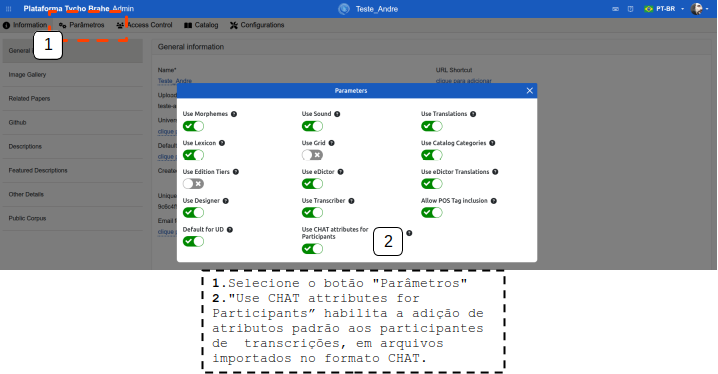 Plataforma Tycho Brahe Admin
Teste_Andre
PT-BR
Information
Parâmetros
Access Control
Catalog
Configurations
1
General
General information
Image Gallery
Name*
URL Shortcut
Teste_Andre
clique para adicionar
Related Papers
Github
Descriptions
Featured Descriptions
Other Details
Public Corpus
Parameters
Use Morphemes
Use Sound
Use Translations
Use Lexicon
Use Grid
Use Catalog Categories
Use Edition Tiers
Use eDictor
Use eDictor Translations
Use Designer
Use Transcriber
Allow POS Tag inclusion
Default for UD
Use CHAT attributes for
Participants
2
1.Selecione o botão "Parâmetros"
2."Use CHAT attributes for
Participants” habilita a adição de
atributos padrão aos participantes
de transcrições, em arquivos
importados no formato CHAT.